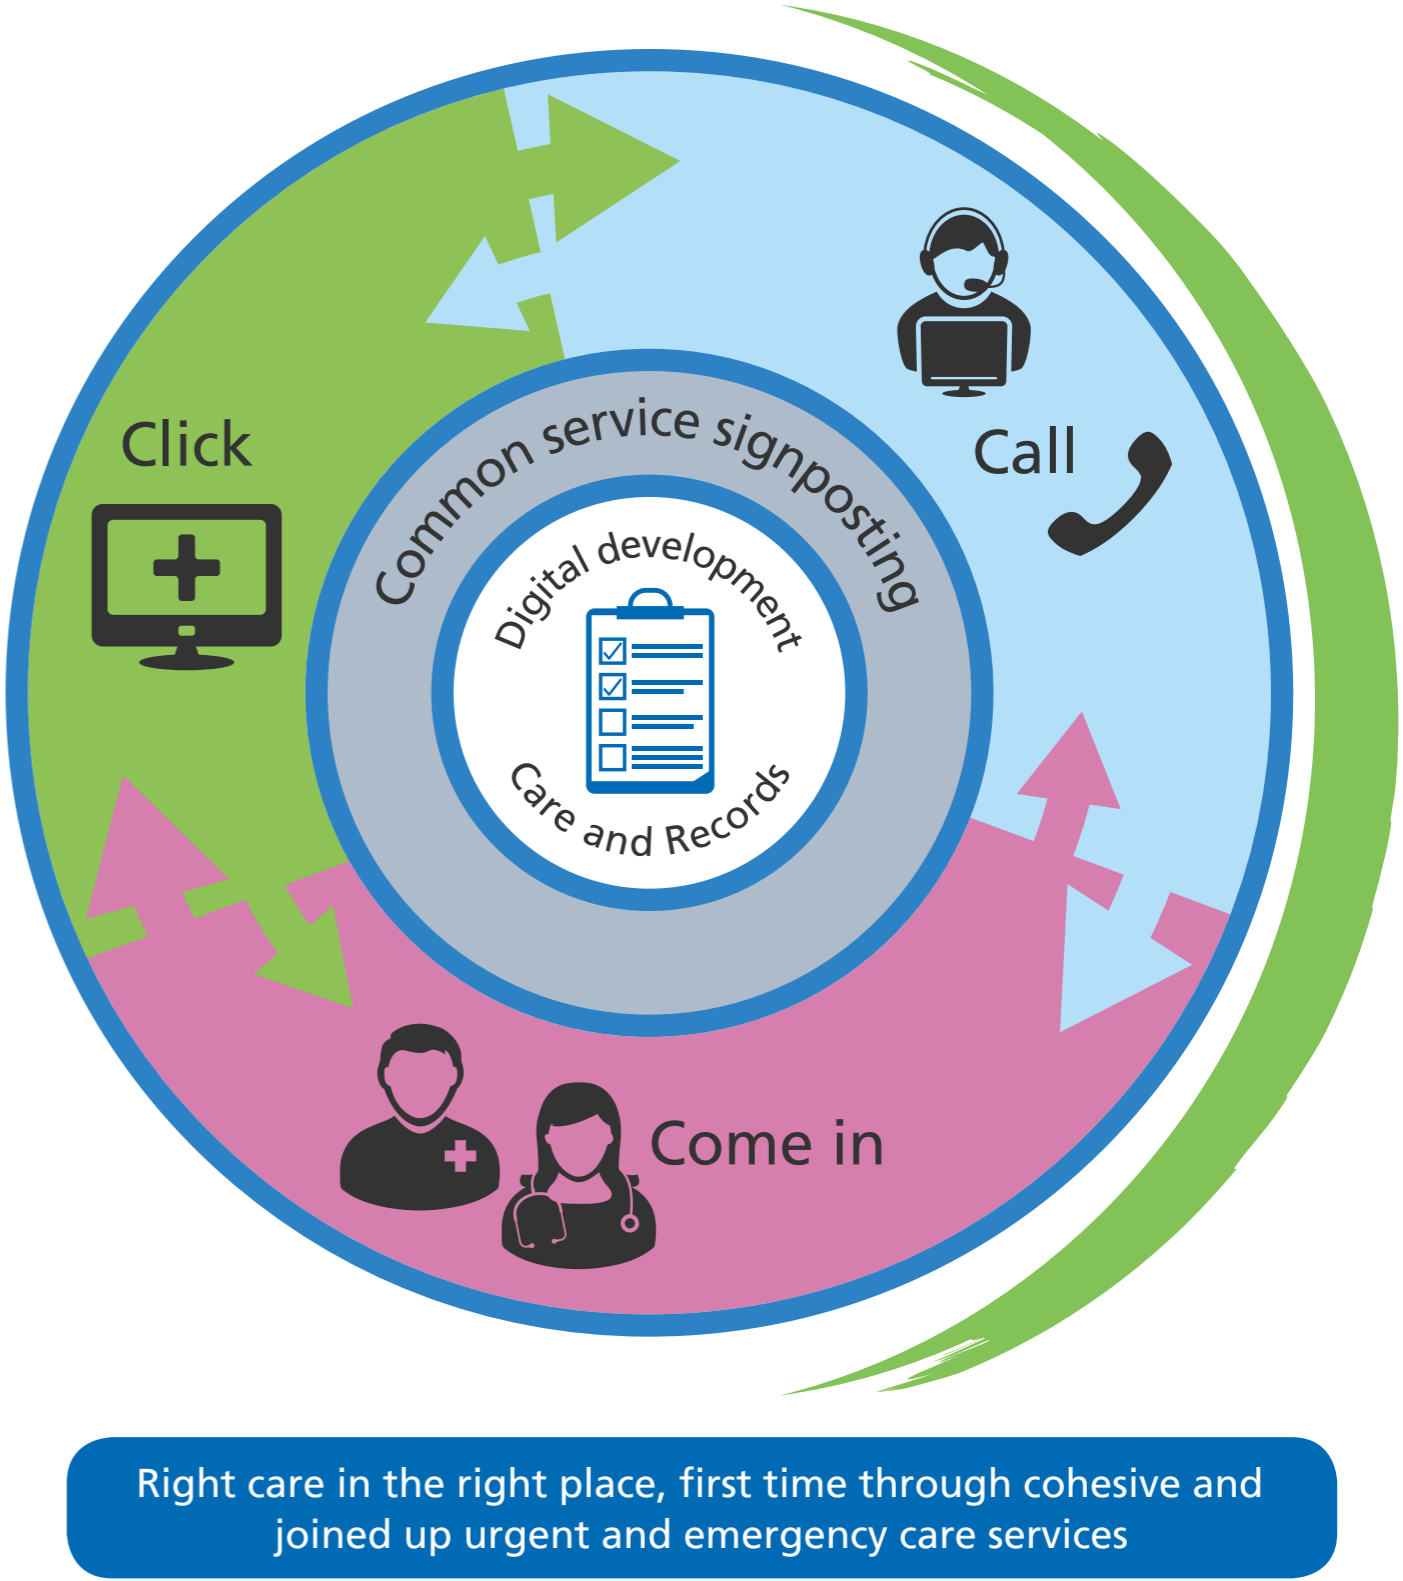 Click
Call
Common service signposting
Digital development
Care and Records
Come in
Right care in the right place, first time through cohesive and
joined up urgent and emergency care services